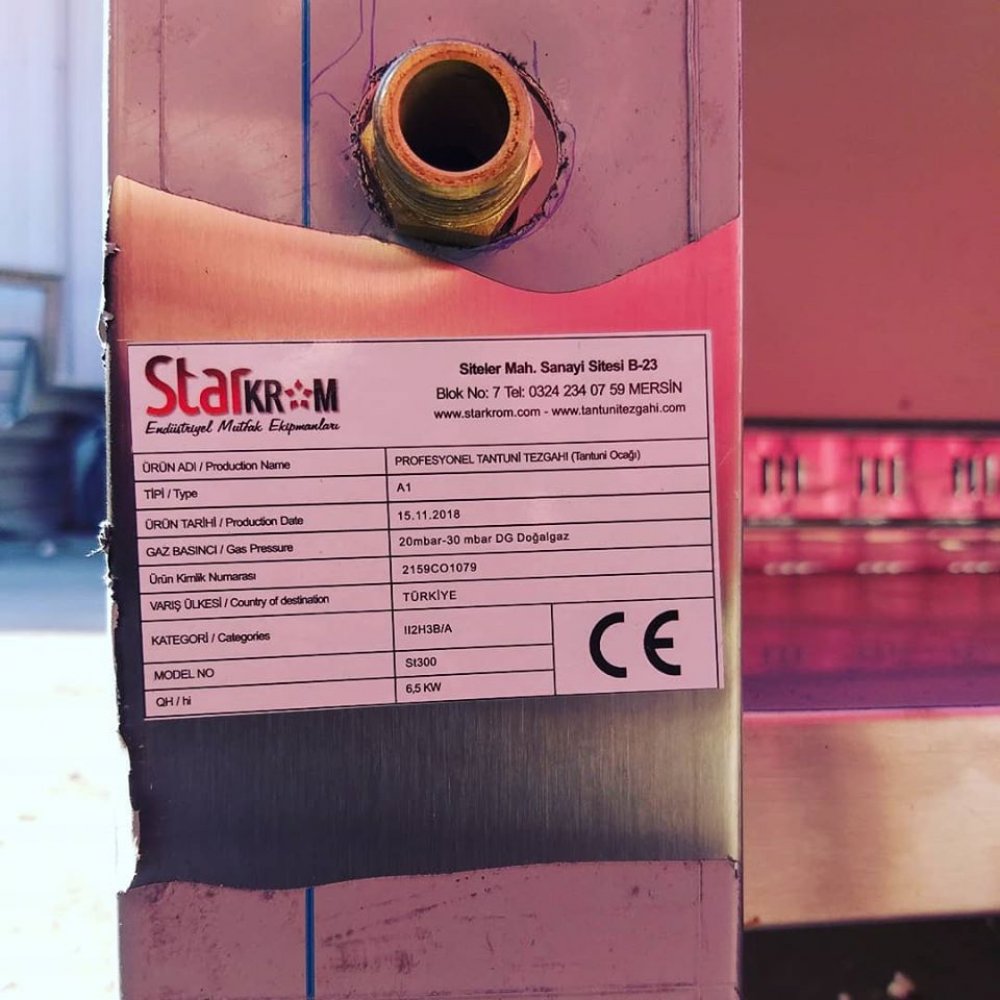 StarKROM
Endüstriyel Mutfak Ekipmanları
Siteler Mah. Sanayi Sitesi B-23
Blok No: 7 Tel: 0324 234 07 59 MERSİN
www.starkrom.com - www.tantunitezgahi.com
ÜRÜN ADI / Production Name PROFESYONEL TANTUNİ TEZGAHI (Tantuni Ocağı)
TİPİ / Type A1
ÜRÜN TARİHİ / Production Date 15.11.2018
GAZ BASINCI / Gas Pressure 20mbar-30 mbar DG Doğalgaz
Ürün Kimlik Numarası 2159CO1079
VARIŞ ÜLKESİ / Country of destination TÜRKİYE
KATEGORİ / Categories II2H3B/A
MODEL NO St300
QH / hi 6,5 KW
CE